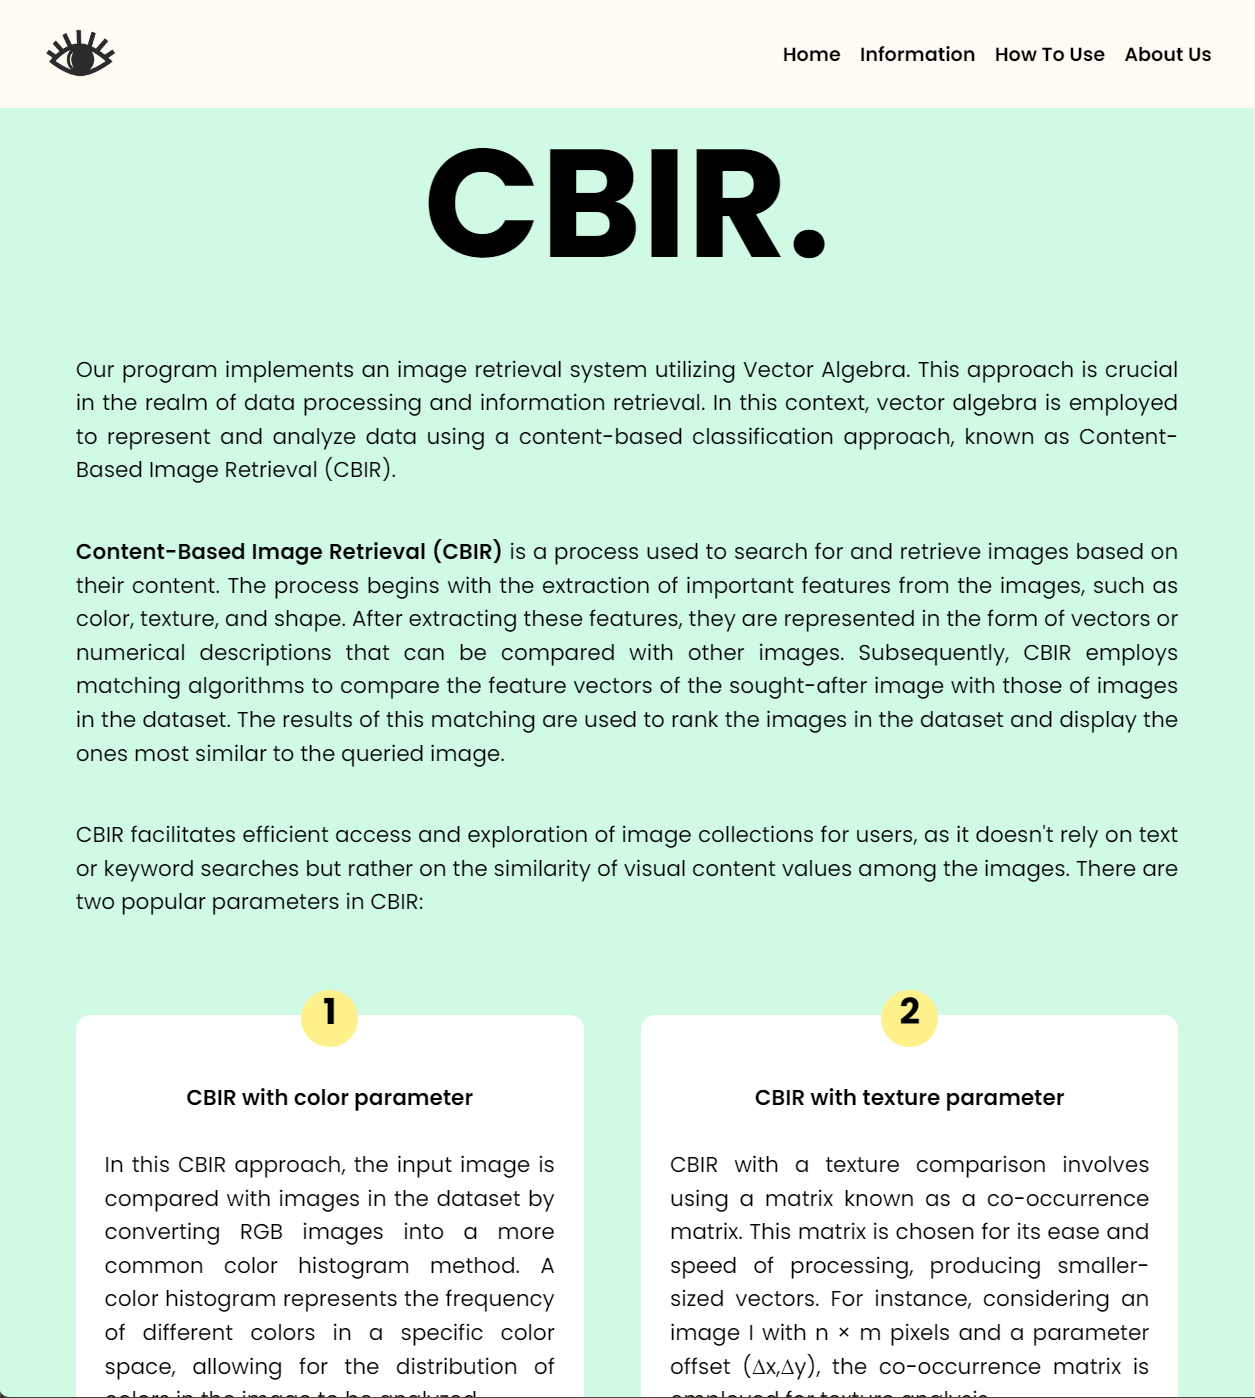 Home Information How To Use About Us
CBIR.
Our program implements an image retrieval system utilizing Vector Algebra. This approach is crucial
in the realm of data processing and information retrieval. In this context, vector algebra is employed
to represent and analyze data using a content-based classification approach, known as Content-
Based Image Retrieval (CBIR).
Content-Based Image Retrieval (CBIR) is a process used to search for and retrieve images based on
their content. The process begins with the extraction of important features from the images, such as
color, texture, and shape. After extracting these features, they are represented in the form of vectors or
numerical descriptions that can be compared with other images. Subsequently, CBIR employs
matching algorithms to compare the feature vectors of the sought-after image with those of images
in the dataset. The results of this matching are used to rank the images in the dataset and display the
ones most similar to the queried image.
CBIR facilitates efficient access and exploration of image collections for users, as it doesn't rely on text
or keyword searches but rather on the similarity of visual content values among the images. There are
two popular parameters in CBIR:
1
CBIR with color parameter
In this CBIR approach, the input image is
compared with images in the dataset by
converting RGB images into a more
common color histogram method. A
color histogram represents the frequency
of different colors in a specific color
space, allowing for the distribution of
colors in the image to be analyzed.
2
CBIR with texture parameter
CBIR with a texture comparison involves
using a matrix known as a co-occurrence
matrix. This matrix is chosen for its ease and
speed of processing, producing smaller-
sized vectors. For instance, considering an
image I with n × m pixels and a parameter
offset (Δx,Δy), the co-occurrence matrix is
employed for texture analysis.